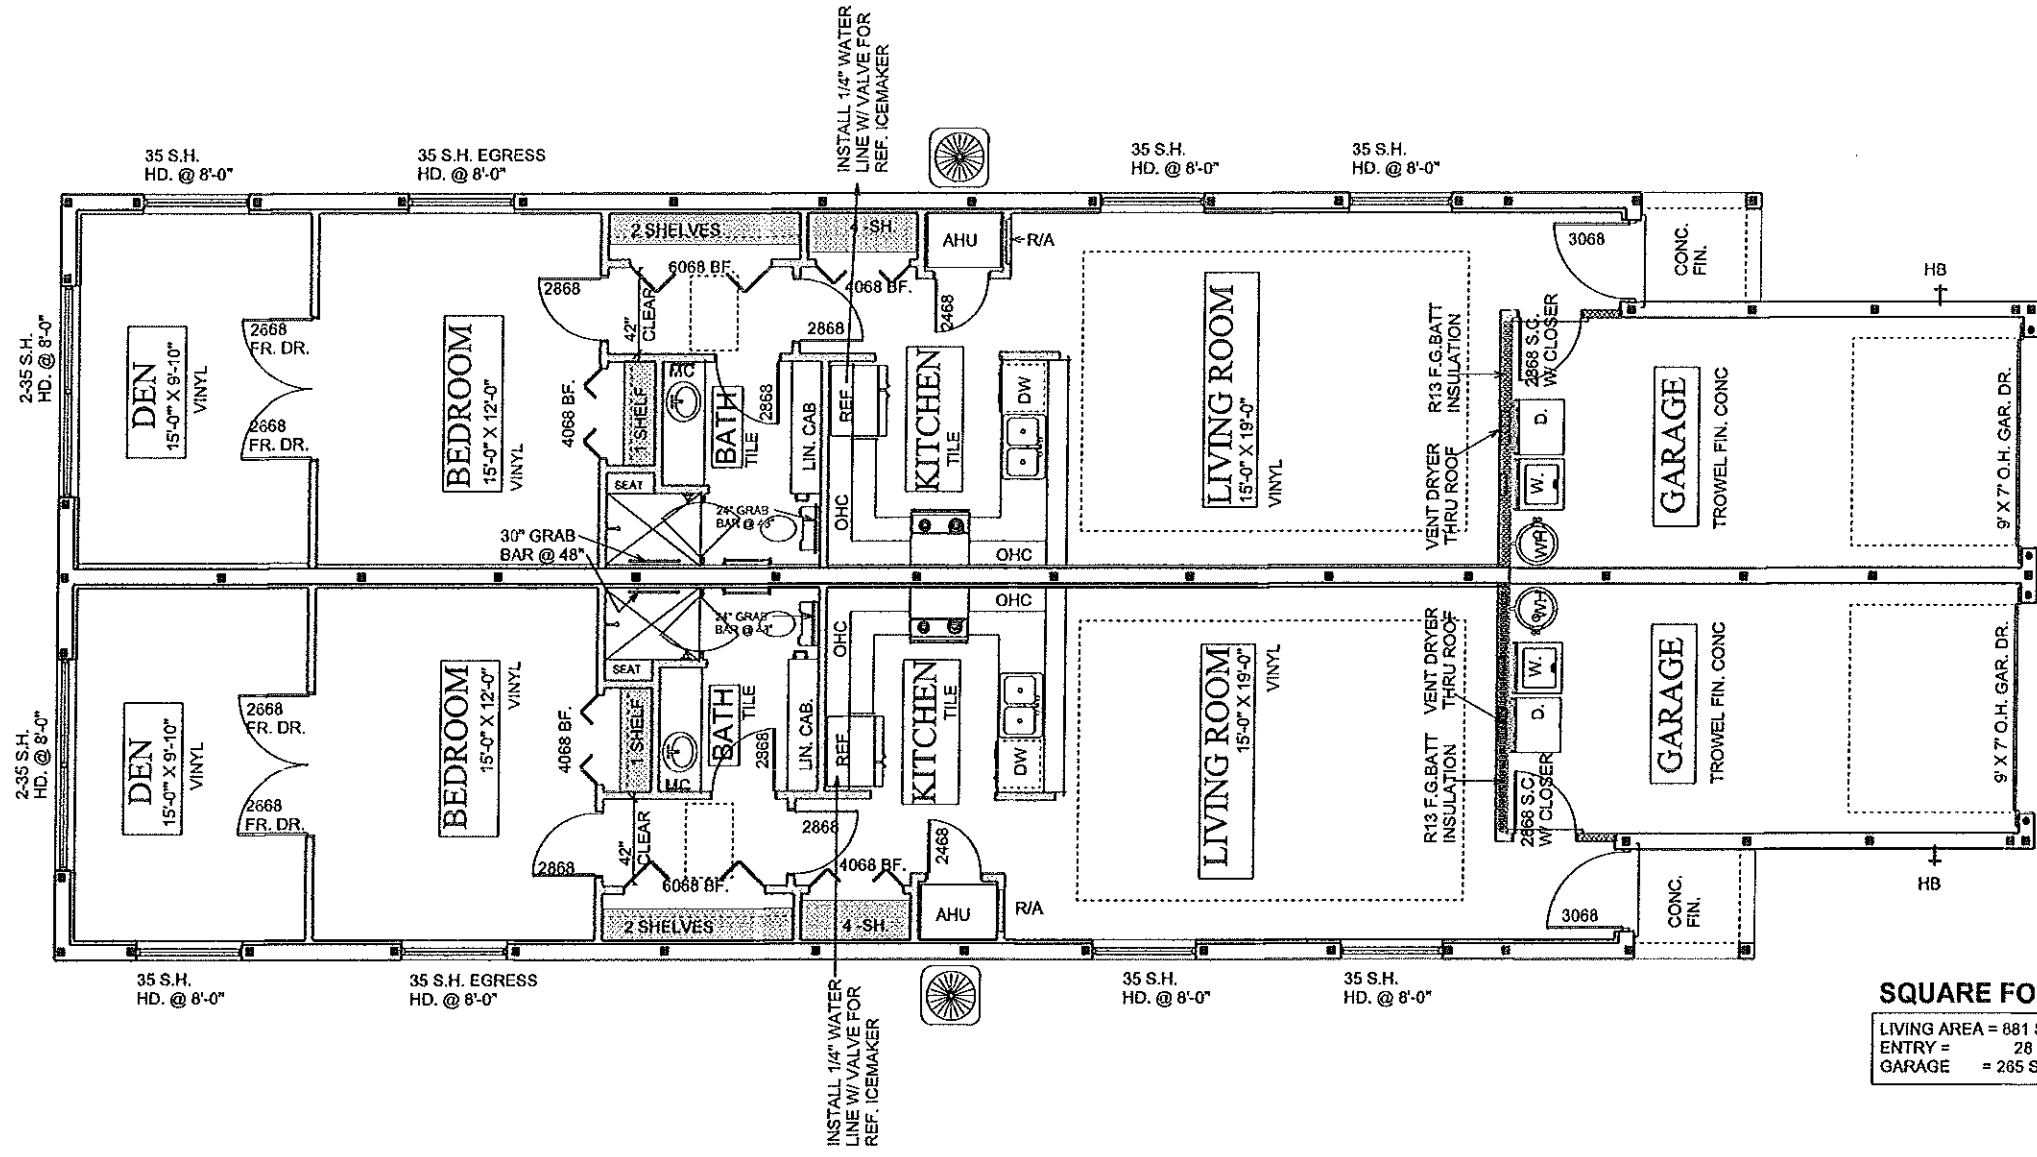 INSTALL 1/4" WATER
LINE W/ VALVE FOR
REF. ICEMAKER
35 S.H.
HD. @ 8'-0"
35 S.H. EGRESS
HD. @ 8'-0"
35 S.H.
HD. @ 8'-0"
35 S.H.
HD. @ 8'-0"
2-35 S.H.
HD. @ 8'-0"
DEN
15'-0" X 9'-10"
VINYL
2668
FR. DR.
2668
FR. DR.
BEDROOM
15'-0" X 12'-0"
VINYL
2868
2 SHELVES
6068 BF.
42"
CLEAR
4068 BF.
1 SHELF
MC
BATH
TILE
2868
LIN. CAB
SEAT
24" GRAB
BAR @ 48"
30" GRAB
BAR @ 48"
4 -SH.
4068 BF.
2868
AHU
R/A
2468
REF
KITCHEN
TILE
DW
OHC
OHC
LIVING ROOM
15'-0" X 19'-0"
VINYL
R13 F.G.BATT
INSULATION
VENT DRYER
THRU ROOF
3068
CONC.
FIN.
HB
2868 S.C.
W/ CLOSER
D.
W.
WH
GARAGE
TROWEL FIN. CONC
9' X 7' O.H. GAR. DR.
2-35 S.H.
HD. @ 8'-0"
DEN
15'-0" X 9'-10"
VINYL
2668
FR. DR.
2668
FR. DR.
BEDROOM
15'-0" X 12'-0"
VINYL
2868
SEAT
24" GRAB
4068 BF.
1 SHELF
MC
BATH
TILE
2868
LIN. CAB.
42"
CLEAR
6068 BF.
2 SHELVES
OHC
OHC
REF
KITCHEN
TILE
DW
2868
4068 BF.
4 -SH.
2468
AHU
R/A
LIVING ROOM
15'-0" X 19'-0"
VINYL
R13 F.G.BATT
INSULATION
VENT DRYER
THRU ROOF
WH
W.
D.
2868 S.C.
W/ CLOSER
GARAGE
TROWEL FIN. CONC
9' X 7' O.H. GAR. DR.
3068
CONC.
FIN.
HB
35 S.H.
HD. @ 8'-0"
35 S.H. EGRESS
HD. @ 8'-0"
35 S.H.
HD. @ 8'-0"
35 S.H.
HD. @ 8'-0"
INSTALL 1/4" WATER
LINE W/ VALVE FOR
REF. ICEMAKER
SQUARE FO
LIVING AREA = 881 S
ENTRY = 28
GARAGE = 265 S